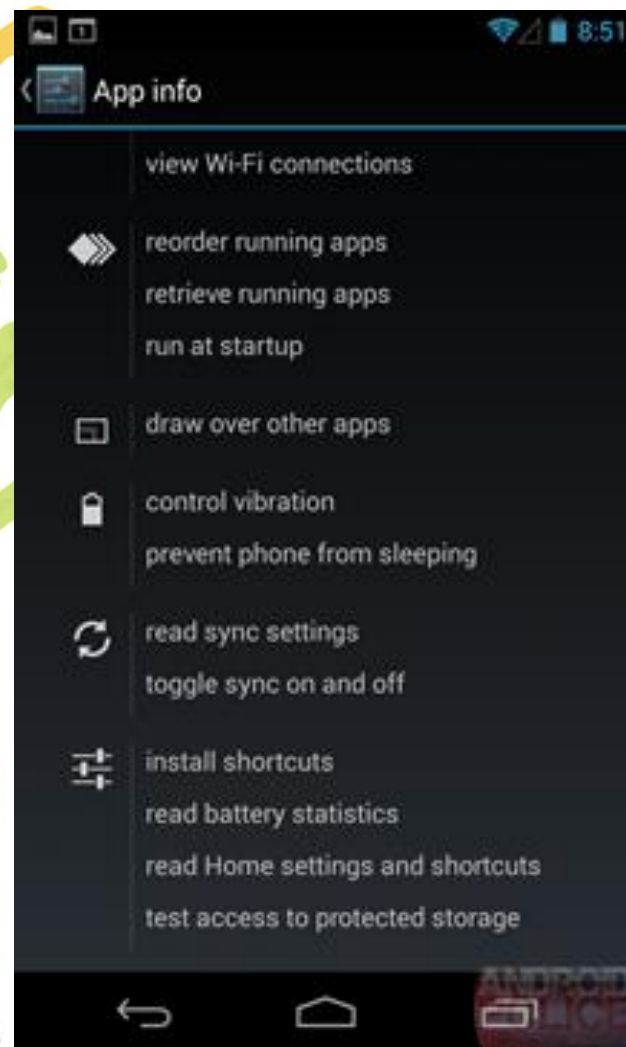 1
8:51
App info
view Wi-Fi connections
reorder running apps
retrieve running apps
run at startup
draw over other apps
control vibration
prevent phone from sleeping
read sync settings
toggle sync on and off
install shortcuts
read battery statistics
read Home settings and shortcuts
test access to protected storage
ANDROID